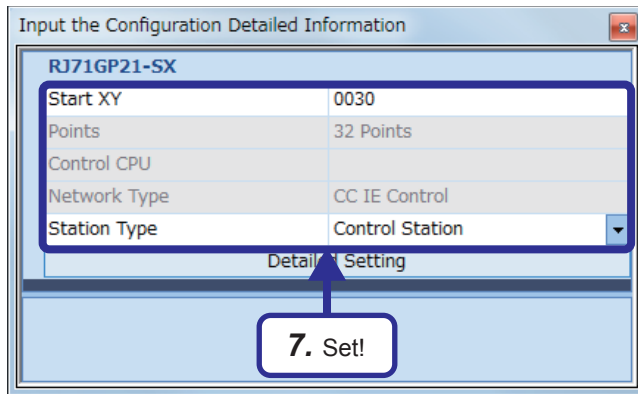 Input the Configuration Detailed Information
RJ71GP21-SX
Start XY 0030
Points 32 Points
Control CPU
Network Type CC IE Control
Station Type Control Station
Detailed Setting
7. Set!